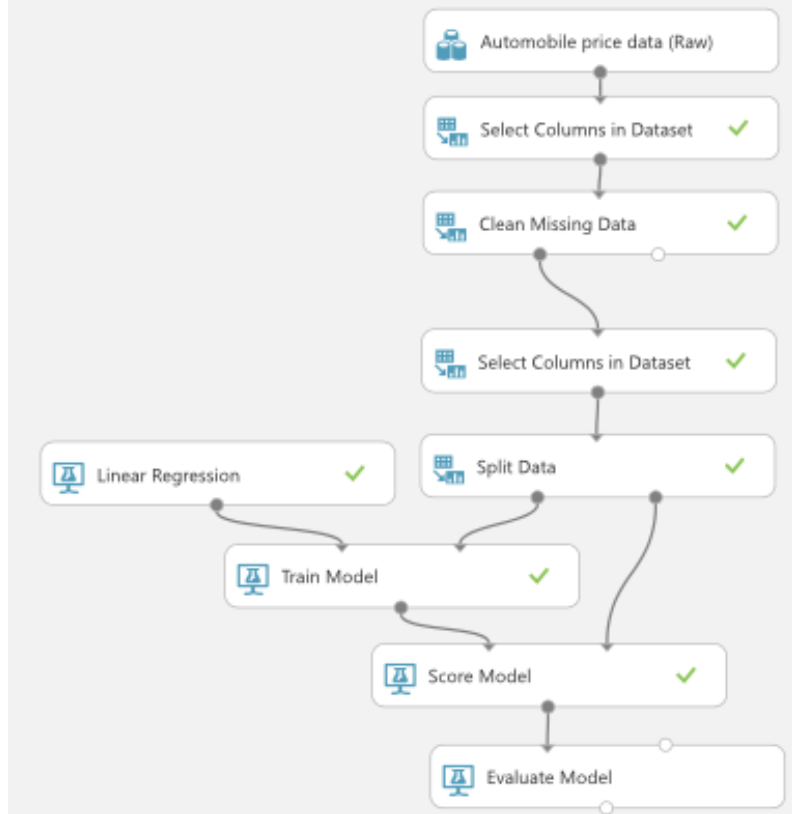 Automobile price data (Raw)
Select Columns in Dataset
Clean Missing Data
Select Columns in Dataset
Linear Regression
Split Data
Train Model
Score Model
Evaluate Model